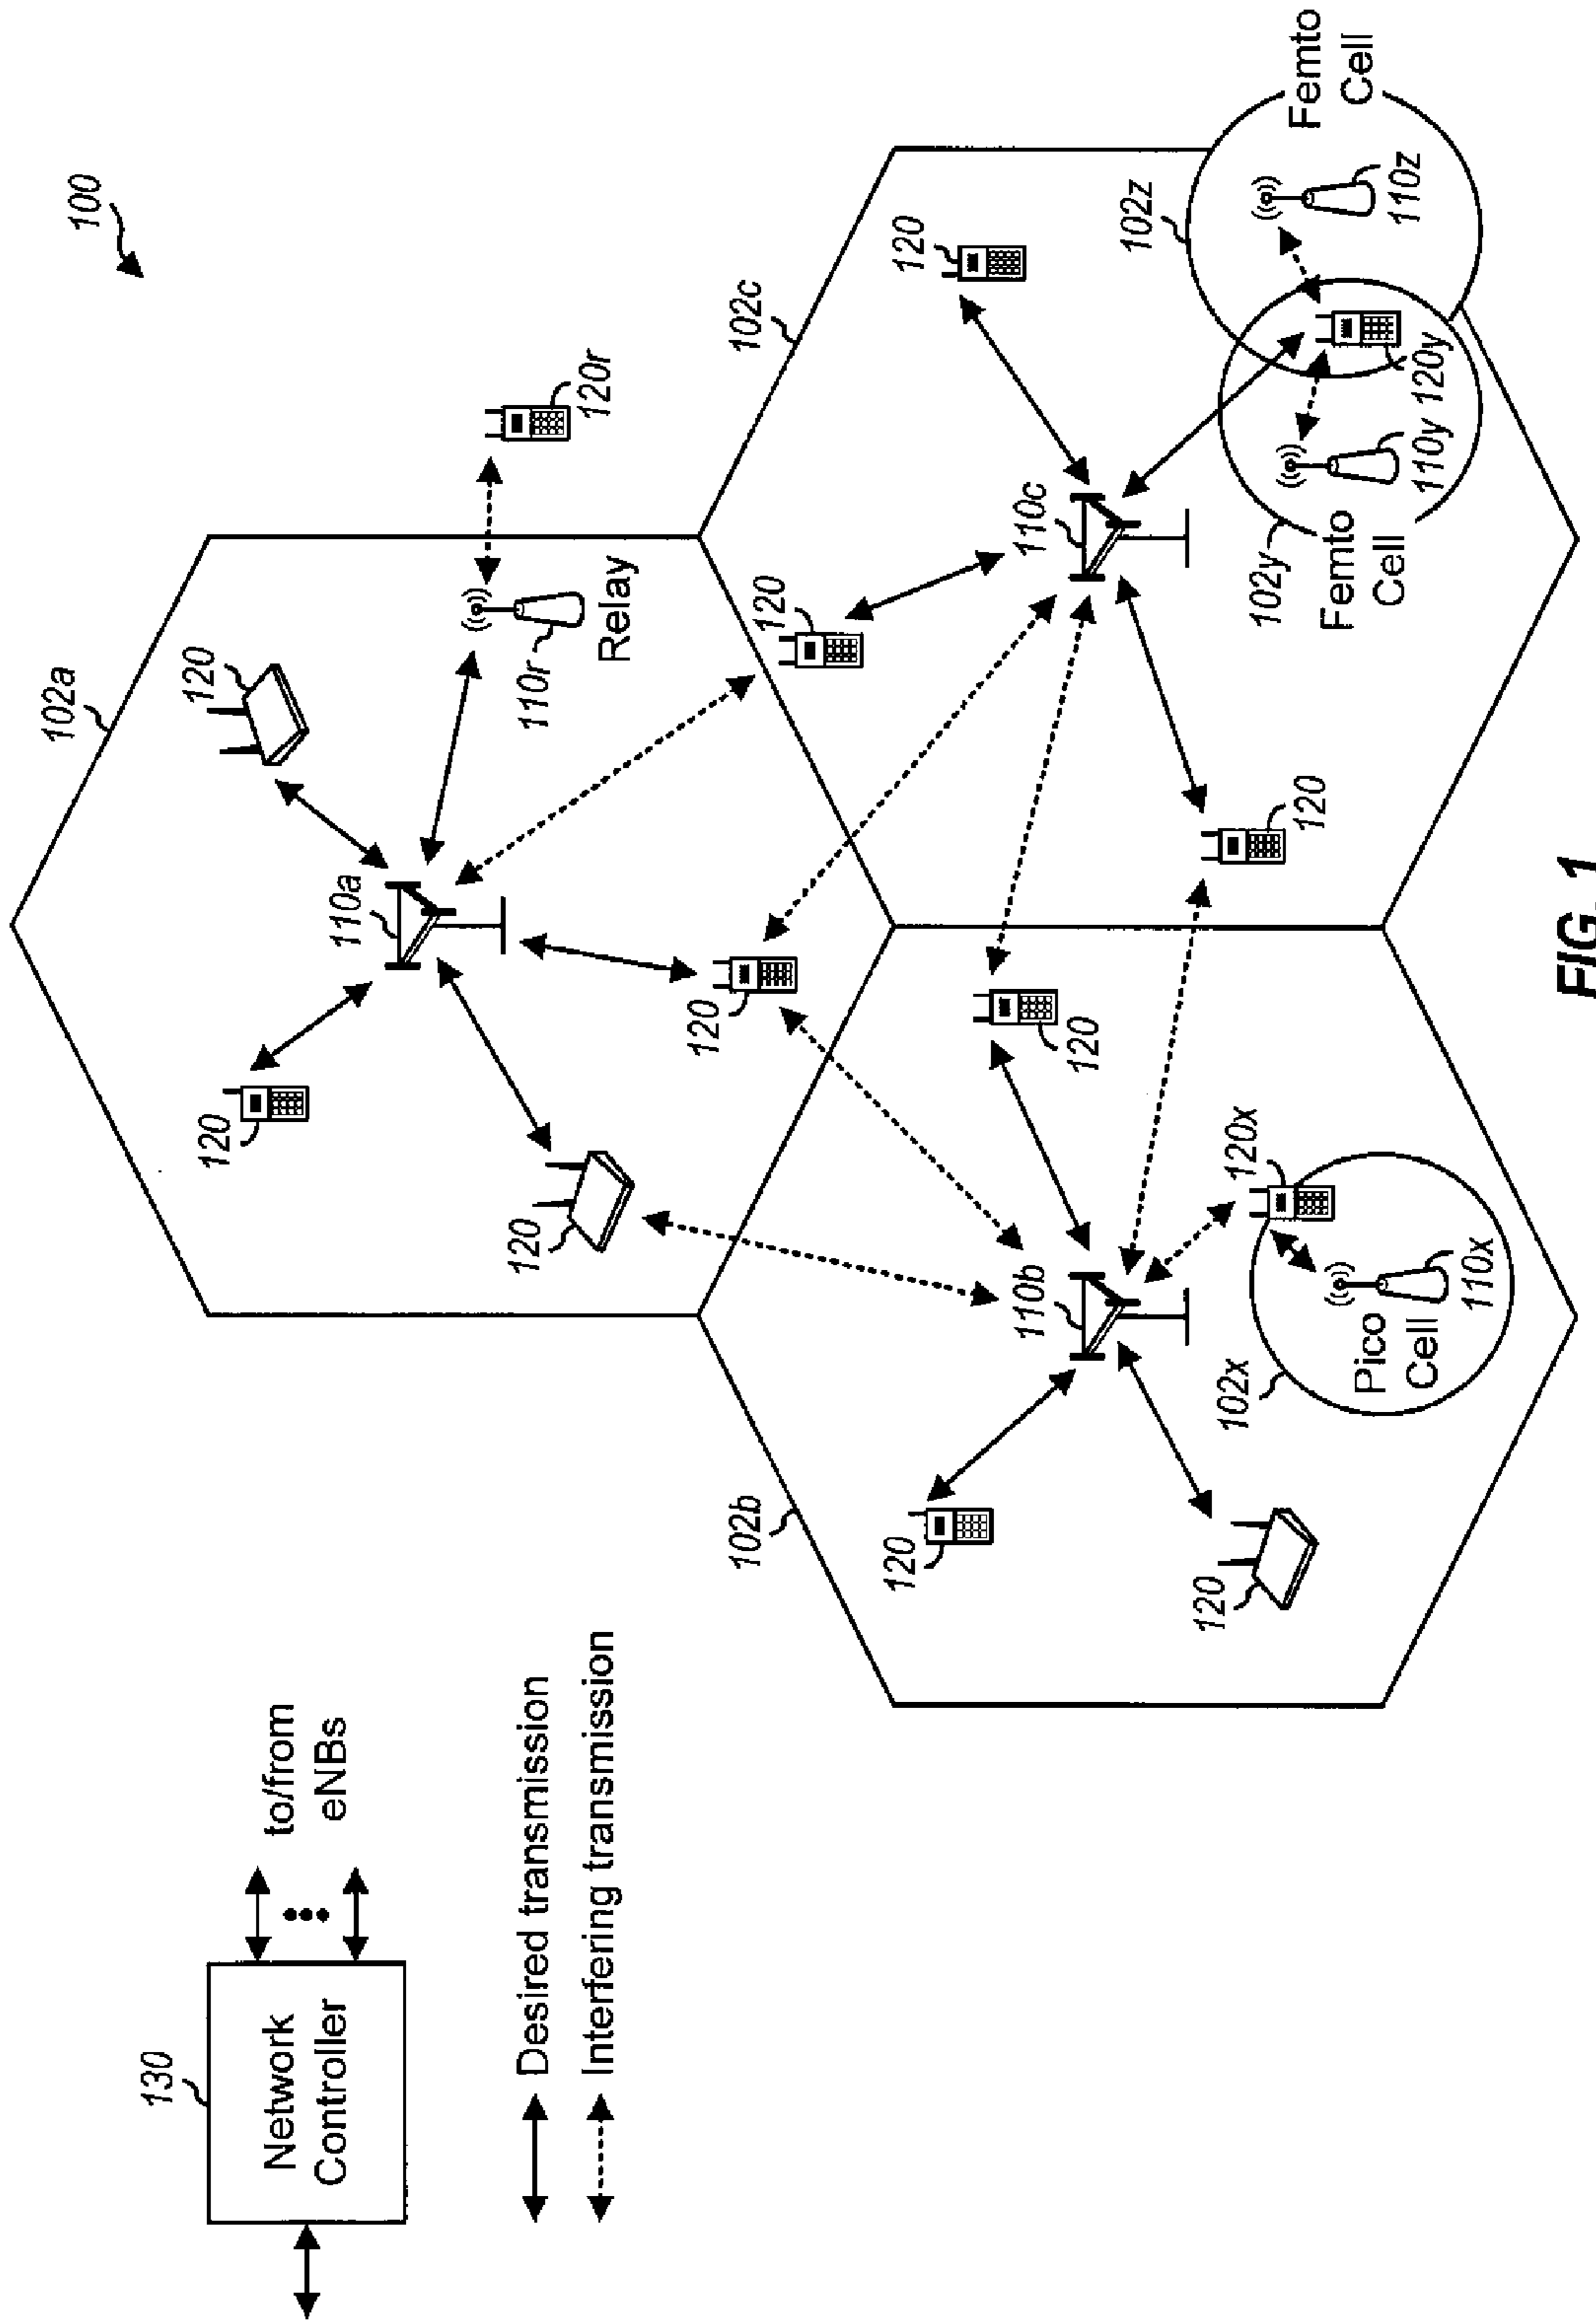 100
130
Network
Controller
to/from
eNBs
Desired transmission
Interfering transmission
102a
120
120
110a
120
120
110r
Relay
120r
102b
120
110b
120
120
102x
Pico
Cell
110x
120x
102c
120
110c
120
120
102y
Femto
Cell
110y
120y
102z
110z
Femto
Cell
120
FIG. 1